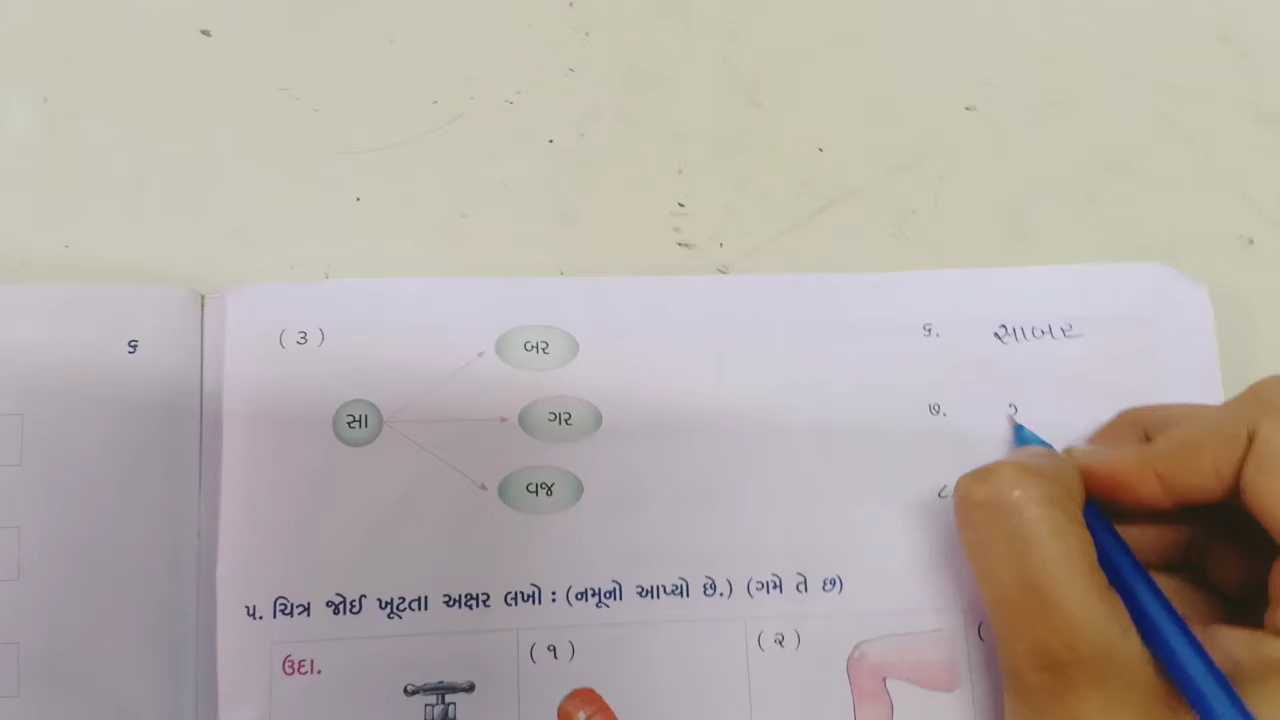 ૬
(૩)
સા
બર
ગર
વજ
૬. સાબર
૭.
૮.
૫. ચિત્ર જોઈ ખૂટતા અક્ષર લખો : (નમૂનો આપ્યો છે.) (ગમે તે છ)
ઉદા.
(૧)
(૨)